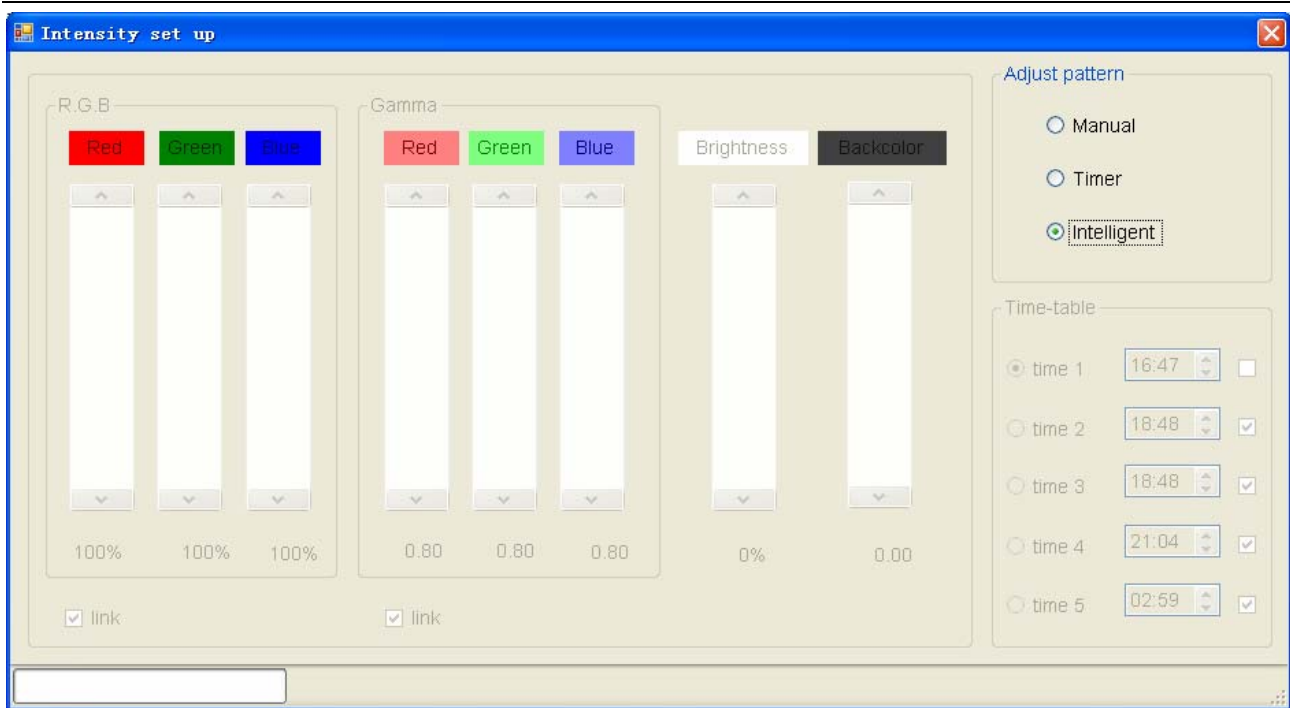 Intensity set up
R.G.B
Red Green Blue
100% 100% 100%
link
Gamma
Red Green Blue
0.80 0.80 0.80
link
Brightness Backcolor
0% 0.00
Adjust pattern
Manual
Timer
Intelligent
Time-table
time 1 16:47
time 2 18:48
time 3 18:48
time 4 21:04
time 5 02:59